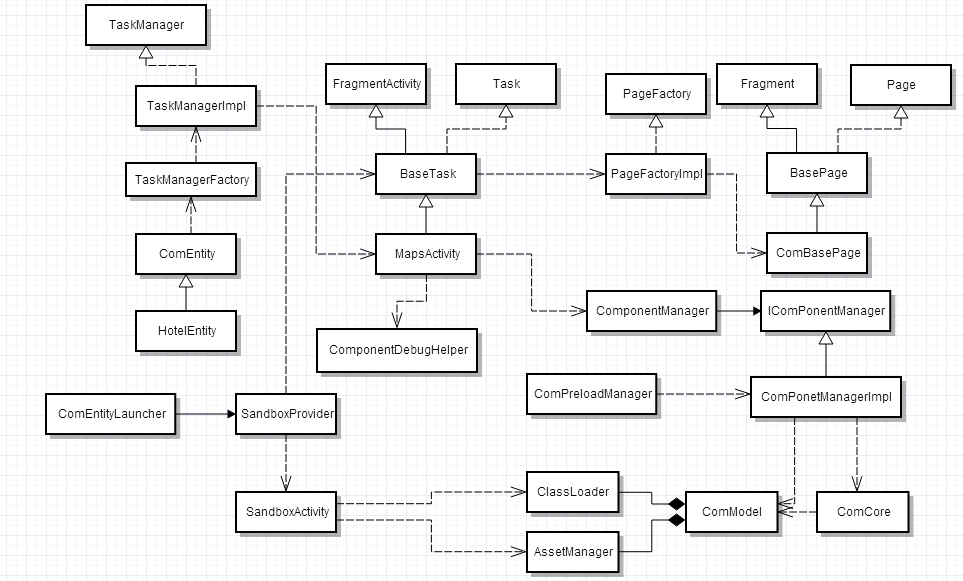 TaskManager
FragmentActivity
Task
PageFactory
Fragment
Page
TaskManagerImpl
TaskManagerFactory
BaseTask
PageFactoryImpl
BasePage
ComEntity
MapsActivity
ComBasePage
HotelEntity
ComponentManager
IComPonentManager
ComponentDebugHelper
ComPreloadManager
ComPonetManagerImpl
ComEntityLauncher
SandboxProvider
ClassLoader
SandboxActivity
ComModel
ComCore
AssetManager